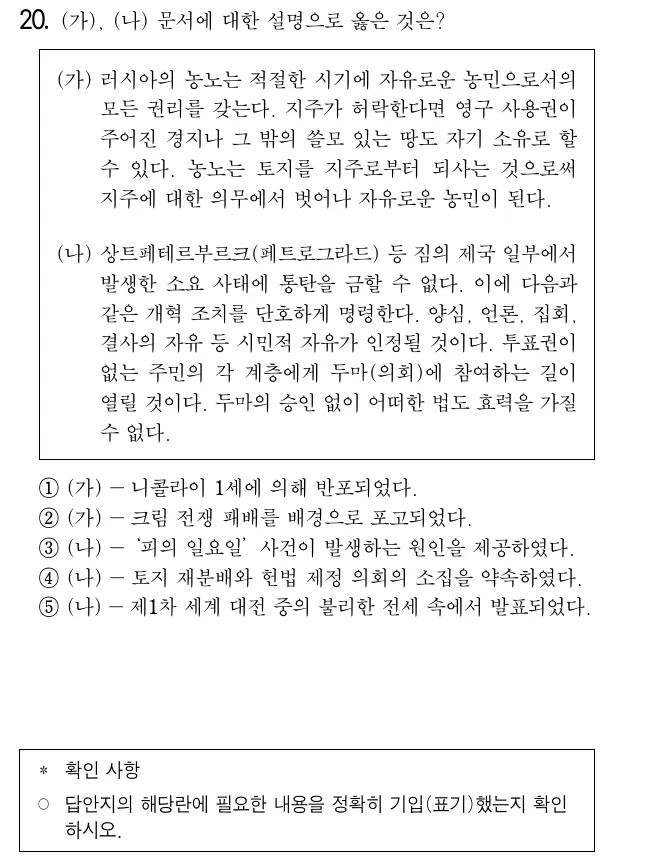 20. (가), (나) 문서에 대한 설명으로 옳은 것은?
(가) 러시아의 농노는 적절한 시기에 자유로운 농민으로서의
모든 권리를 갖는다. 지주가 허락한다면 영구 사용권이
주어진 경지나 그 밖의 쓸모 있는 땅도 자기 소유로 할
수 있다. 농노는 토지를 지주로부터 되사는 것으로써
지주에 대한 의무에서 벗어나 자유로운 농민이 된다.
(나) 상트페테르부르크(페트로그라드) 등 짐의 제국 일부에서
발생한 소요 사태에 통탄을 금할 수 없다. 이에 다음과
같은 개혁 조치를 단호하게 명령한다. 양심, 언론, 집회,
결사의 자유 등 시민적 자유가 인정될 것이다. 투표권이
없는 주민의 각 계층에게 두마(의회)에 참여하는 길이
열릴 것이다. 두마의 승인 없이 어떠한 법도 효력을 가질
수 없다.
① (가) - 니콜라이 1세에 의해 반포되었다.
② (가) - 크림 전쟁 패배를 배경으로 포고되었다.
③ (나) - ‘피의 일요일’ 사건이 발생하는 원인을 제공하였다.
④ (나) - 토지 재분배와 헌법 제정 의회의 소집을 약속하였다.
⑤ (나) - 제1차 세계 대전 중의 불리한 전세 속에서 발표되었다.
* 확인 사항
○ 답안지의 해당란에 필요한 내용을 정확히 기입(표기)했는지 확인
하시오.